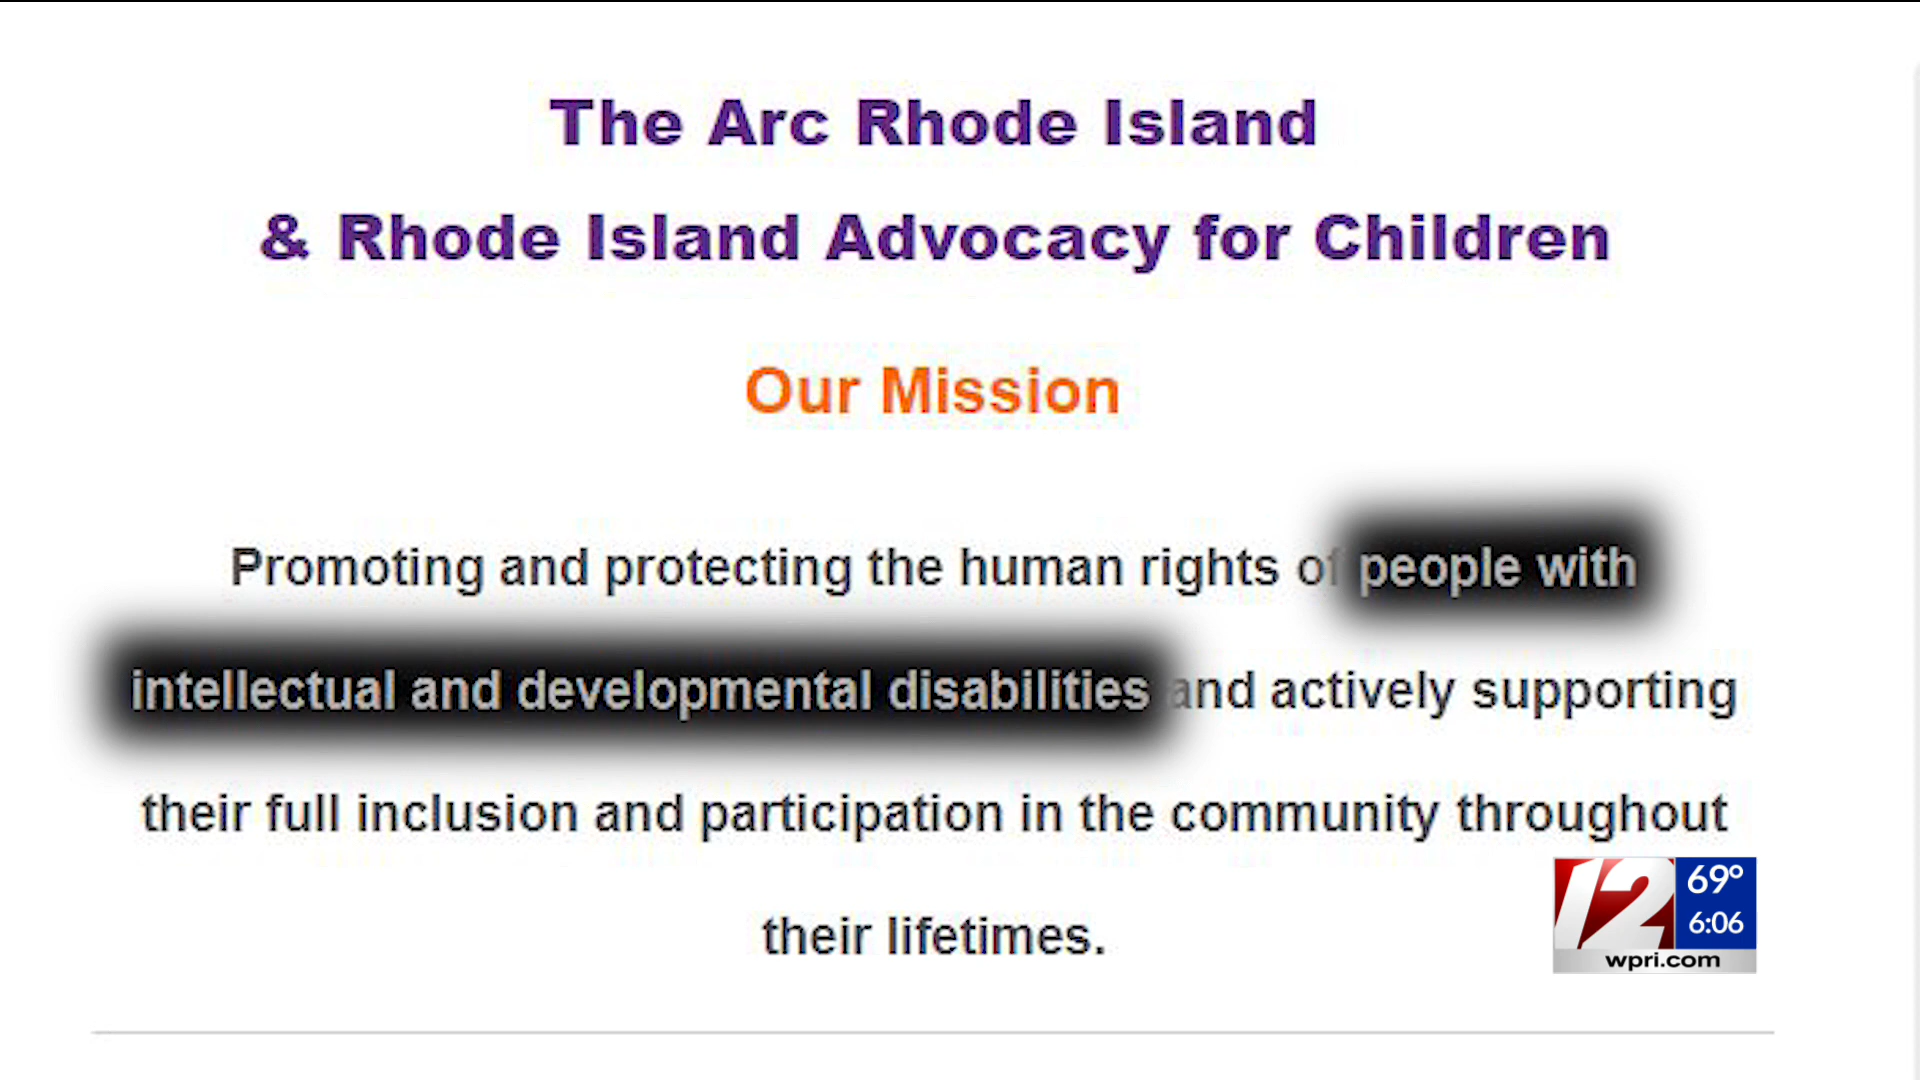 The Arc Rhode Island
& Rhode Island Advocacy for Children
Our Mission
Promoting and protecting the human rights of people with
intellectual and developmental disabilities and actively supporting
their full inclusion and participation in the community throughout
their lifetimes.
12
69°
6:06
wpri.com